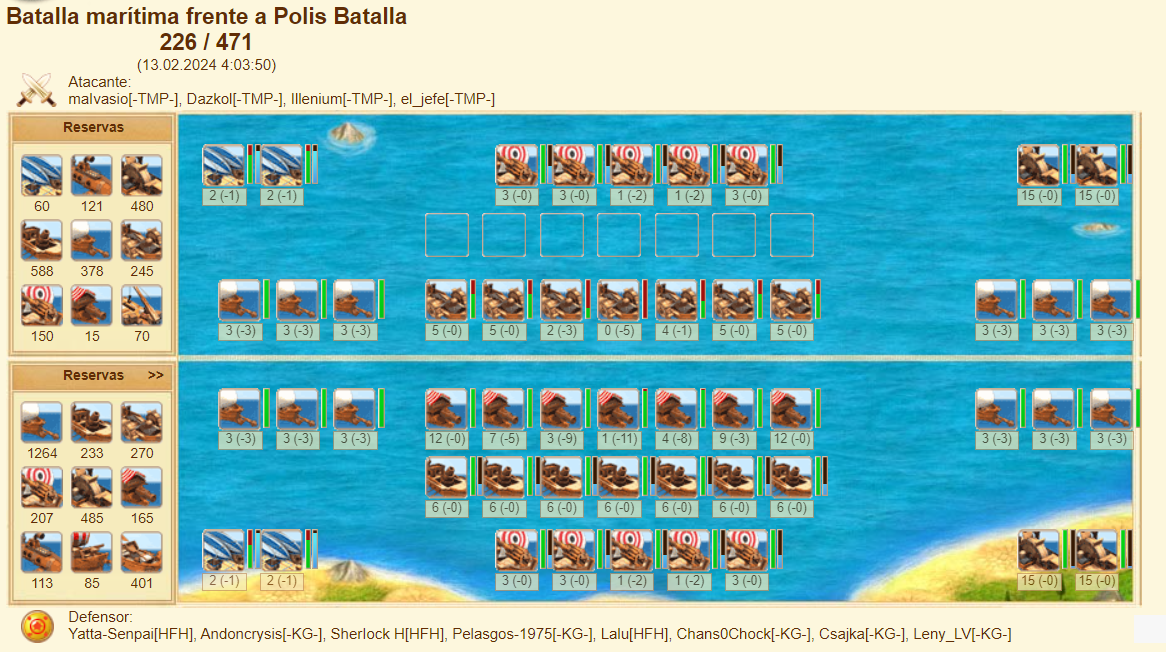 Batalla marítima frente a Polis Batalla
226 / 471
(13.02.2024 4:03:50)
Atacante:
malvasio[-TMP-], Dazkol[-TMP-], Illenium[-TMP-], el_jefe[-TMP-]
Reservas
60 121 480
588 378 245
150 15 70
2 (-1) 2 (-1) 3 (-0) 3 (-0) 1 (-2) 1 (-2) 3 (-0) 15 (-0) 15 (-0)
3 (-3) 3 (-3) 3 (-3) 5 (-0) 5 (-0) 2 (-3) 0 (-5) 4 (-1) 5 (-0) 5 (-0) 3 (-3) 3 (-3) 3 (-3)
Reservas >>
1264 233 270
207 485 165
113 85 401
3 (-3) 3 (-3) 3 (-3) 12 (-0) 7 (-5) 3 (-9) 1 (-11) 4 (-8) 9 (-3) 12 (-0) 3 (-3) 3 (-3) 3 (-3)
6 (-0) 6 (-0) 6 (-0) 6 (-0) 6 (-0) 6 (-0) 6 (-0)
2 (-1) 2 (-1) 3 (-0) 3 (-0) 1 (-2) 1 (-2) 3 (-0) 15 (-0) 15 (-0)
Defensor:
Yatta-Senpai[HFH], Andoncrysis[-KG-], Sherlock H[HFH], Pelasgos-1975[-KG-], Lalu[HFH], Chans0Chock[-KG-], Csajka[-KG-], Leny_LV[-KG-]